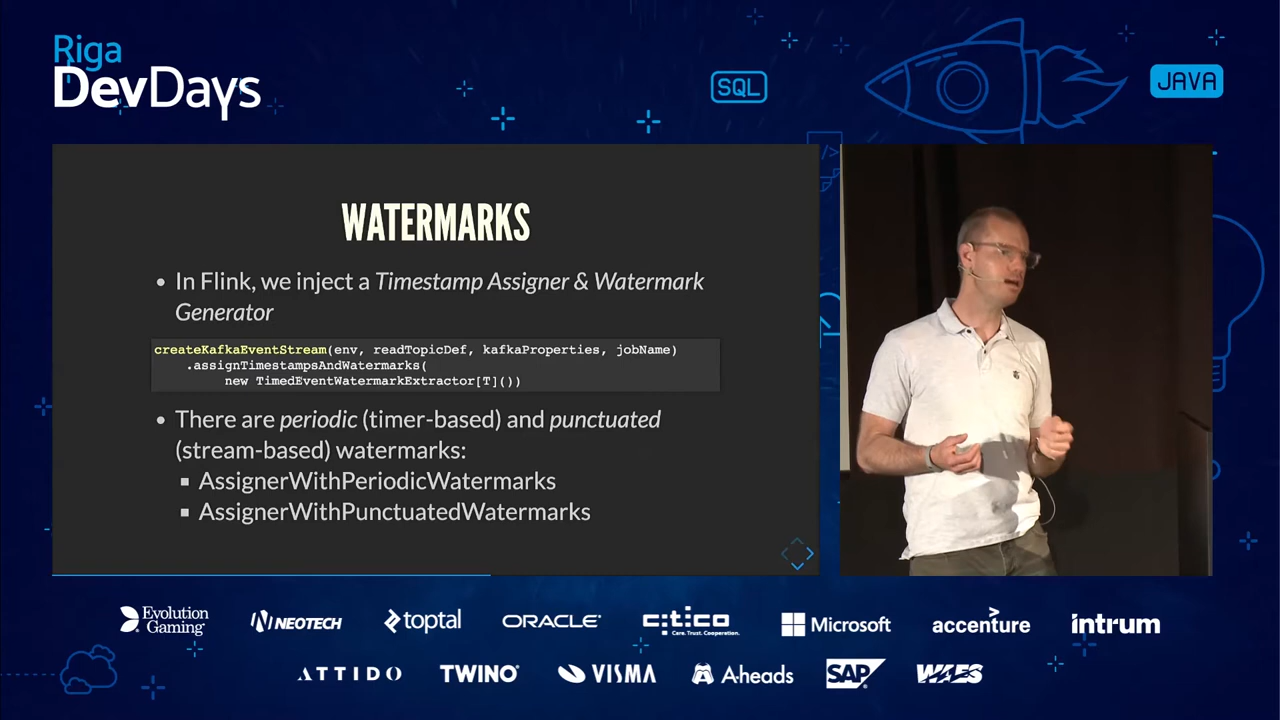 Riga
DevDays
SQL
JAVA
</>
WATERMARKS
• In Flink, we inject a Timestamp Assigner & Watermark
Generator
createKafkaEventStream(env, readTopicDef, kafkaProperties, jobName)
.assignTimestampsAndWatermarks(
new TimedEventWatermarkExtractor[T]())
• There are periodic (timer-based) and punctuated
(stream-based) watermarks:
▪ AssignerWithPeriodicWatermarks
▪ AssignerWithPunctuatedWatermarks
Evolution
Gaming
NEOTECH
toptal
ORACLE
citico
Care. Trust. Cooperation.
Microsoft
accenture
intrum
ATTIDO
TWINO
VISMA
A-heads
SAP
WAES